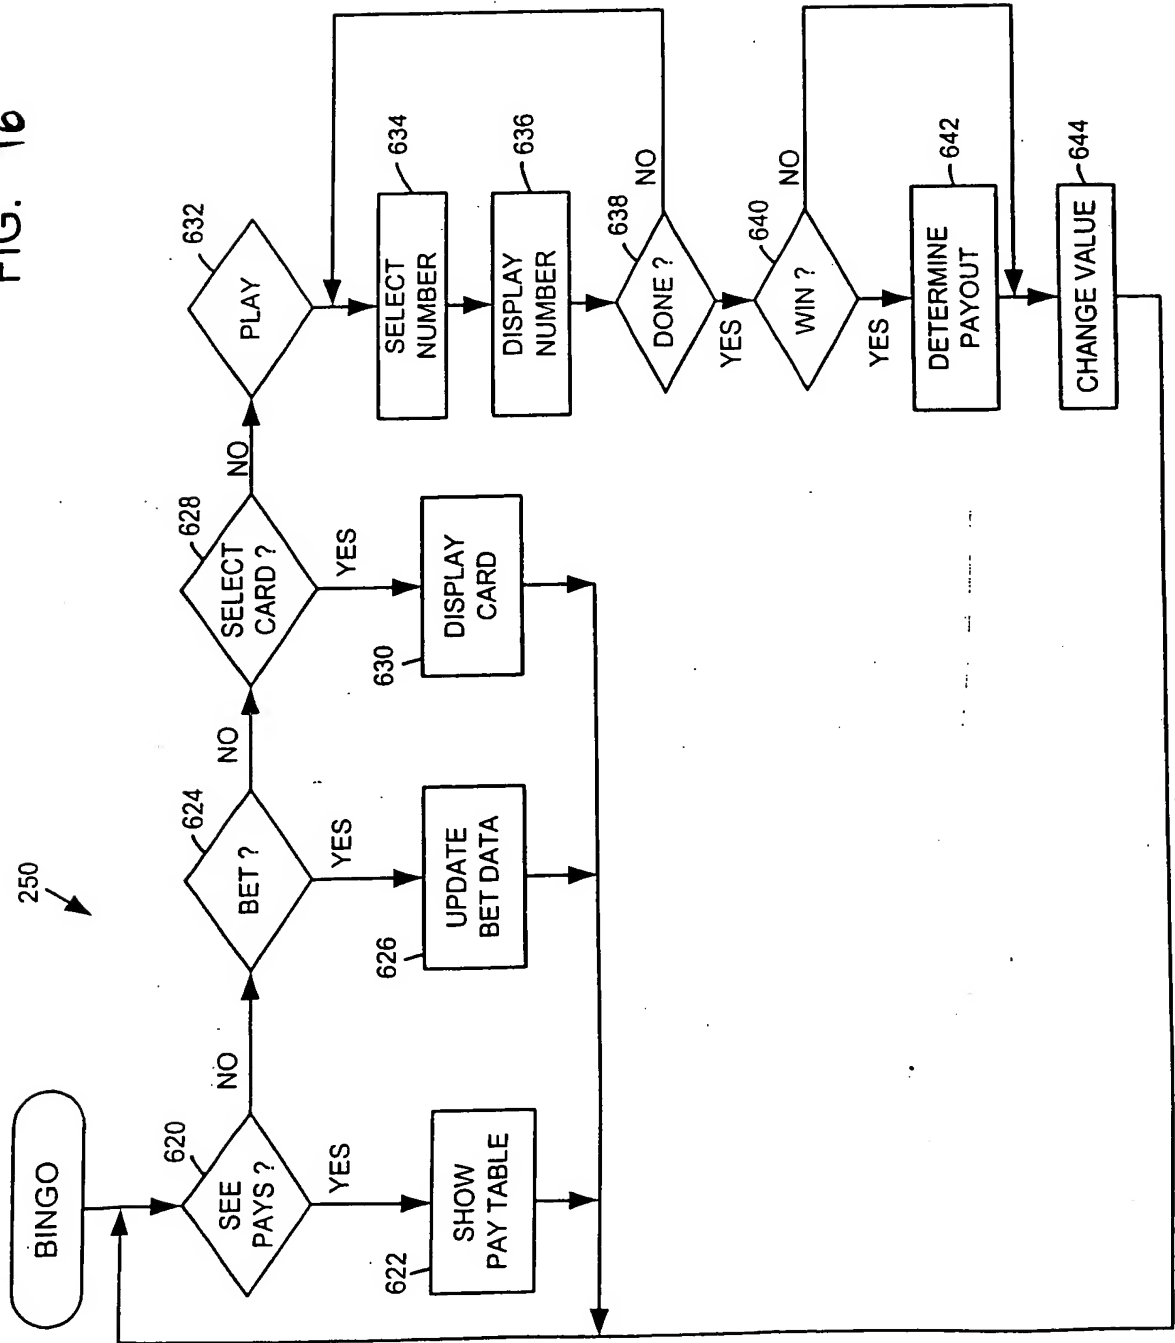 FIG. 16
250
BINGO
620
SEE
PAYS ?
NO
YES
622
SHOW
PAY TABLE
624
BET ?
NO
YES
626
UPDATE
BET DATA
628
SELECT
CARD ?
NO
YES
630
DISPLAY
CARD
632
PLAY
634
SELECT
NUMBER
636
DISPLAY
NUMBER
638
DONE ?
NO
YES
640
WIN ?
NO
YES
642
DETERMINE
PAYOUT
644
CHANGE VALUE